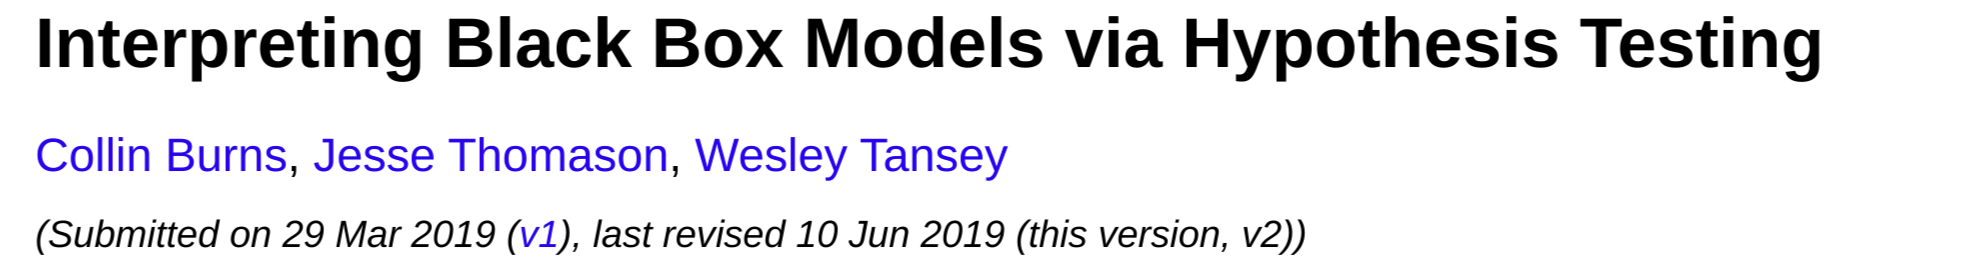 Interpreting Black Box Models via Hypothesis Testing
Collin Burns, Jesse Thomason, Wesley Tansey
(Submitted on 29 Mar 2019 (v1), last revised 10 Jun 2019 (this version, v2))